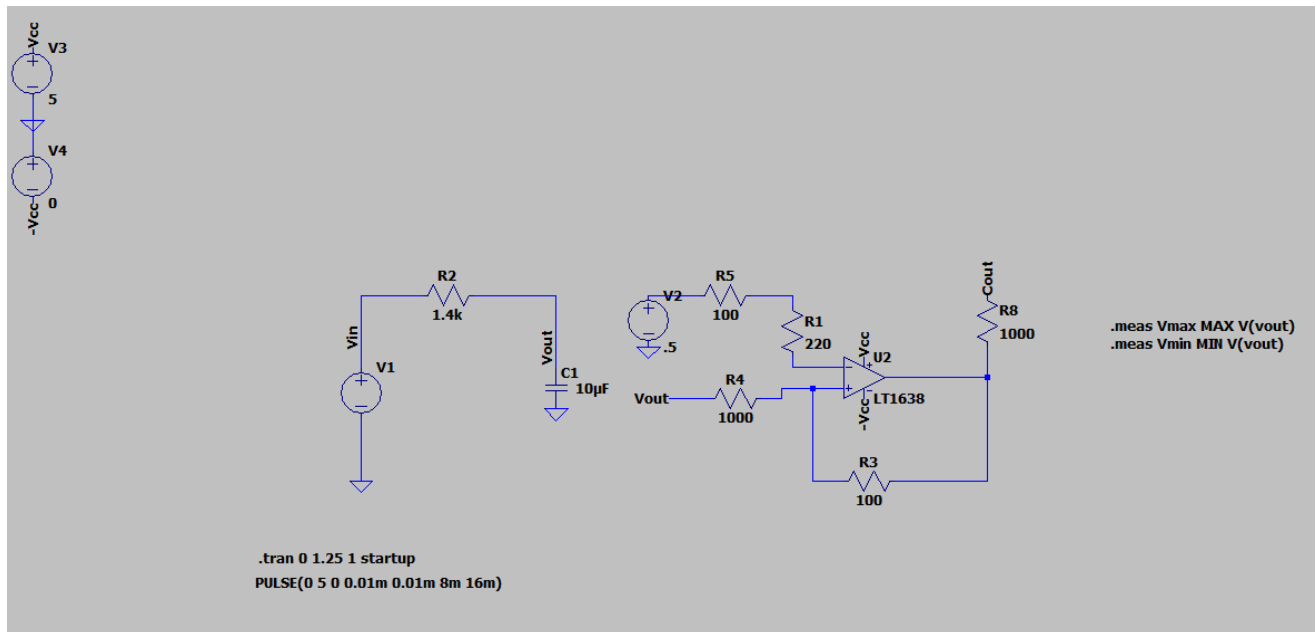 Vcc
V3
5
V4
0
-Vcc
R2
1.4k
Vin
V1
Vout
C1
10µF
V2
.5
R5
100
R1
220
Vcc
U2
LT1638
-Vcc
Vout
R4
1000
R3
100
Cout
R8
1000
.meas Vmax MAX V(vout)
.meas Vmin MIN V(vout)
.tran 0 1.25 1 startup
PULSE(0 5 0 0.01m 0.01m 8m 16m)